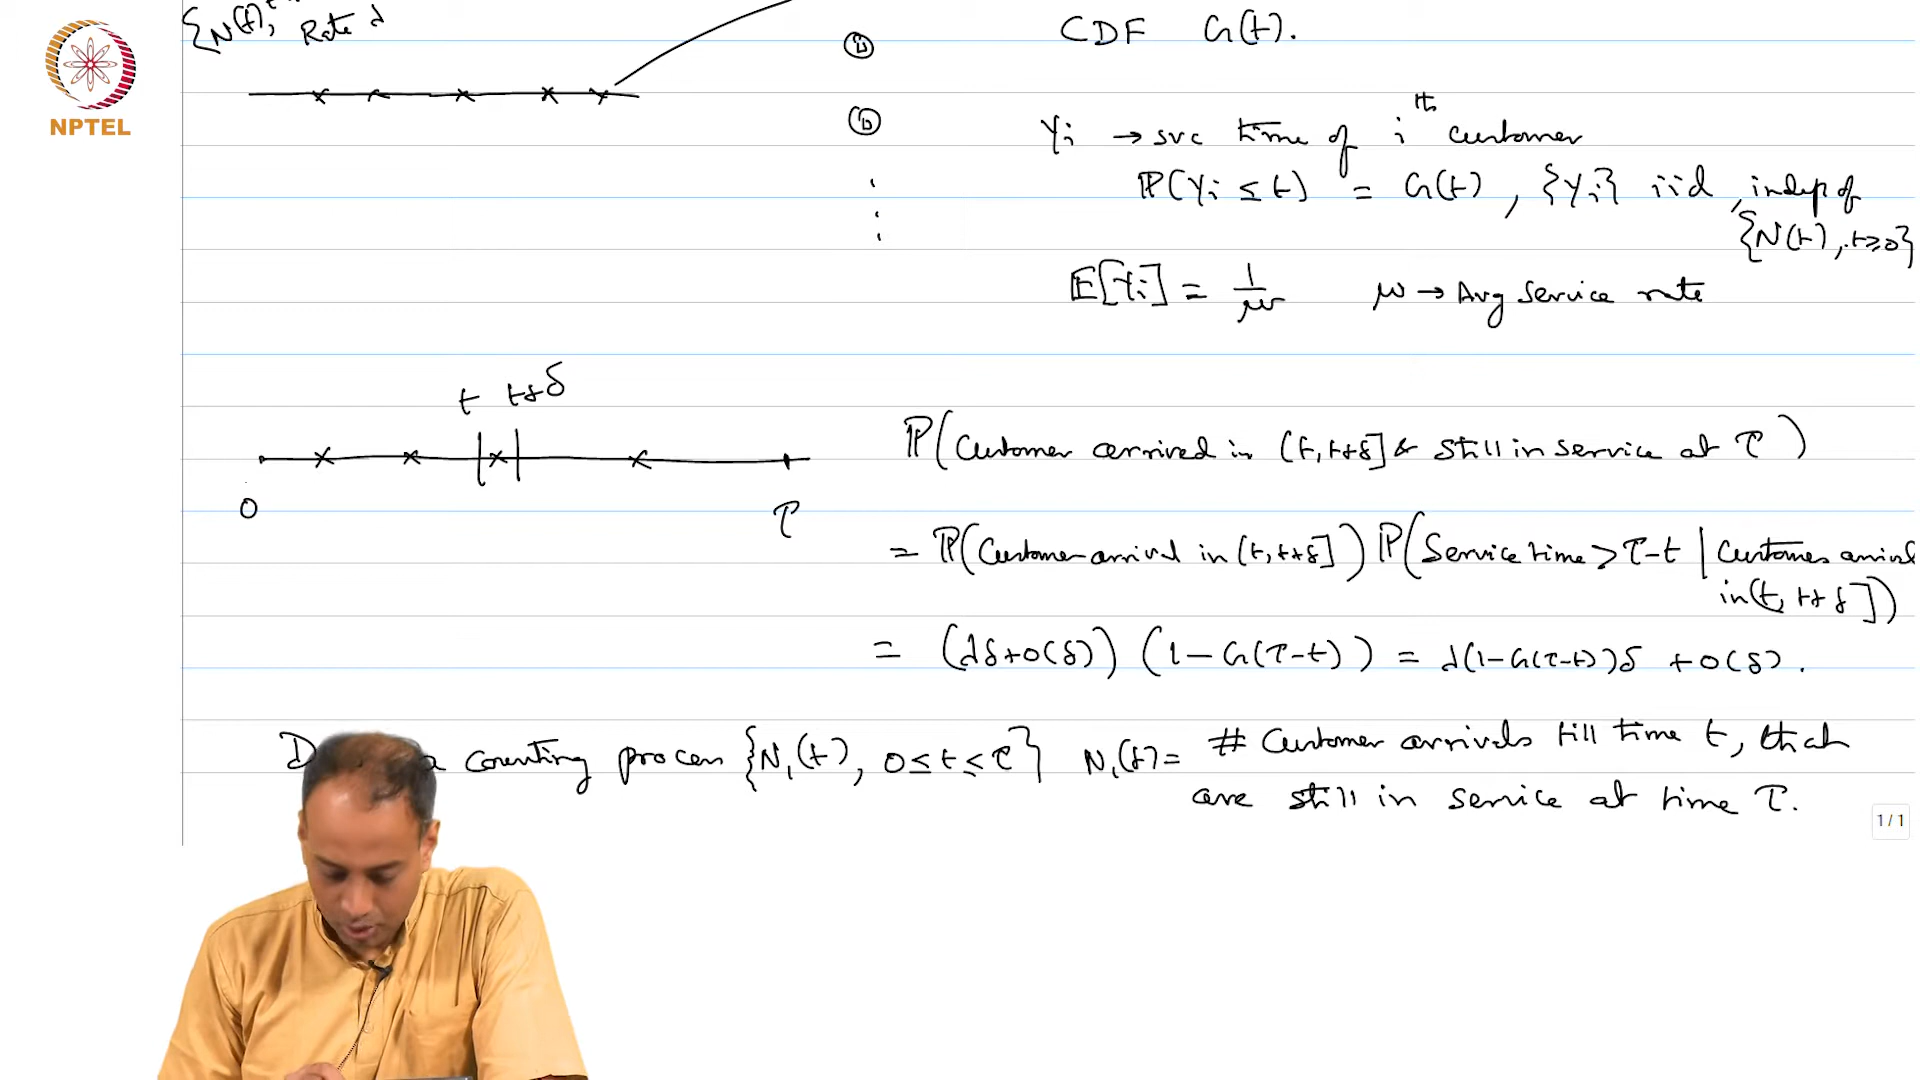 {N(t),
Rate λ
CDF G(t).
NPTEL
Yi → svc time of ith customer
ℙ(Yi ≤ t) = G(t), {Yi} iid, indep of
{N(t), t≥0}
𝔼[Yi] = 1/μ μ → Avg service rate
t t+δ
0 τ
ℙ(Customer arrived in (t, t+δ] & still in service at τ)
= ℙ(Customer arrival in (t, t+δ]) ℙ(Service time > τ-t | Customer arrival
in (t, t+δ])
= (λδ+o(δ)) (1-G(τ-t)) = λ(1-G(τ-t))δ + o(δ).
D a counting process {N₁(t), 0≤t≤τ} N₁(t) = # Customer arrivals till time t, that
are still in service at time τ.
1 / 1